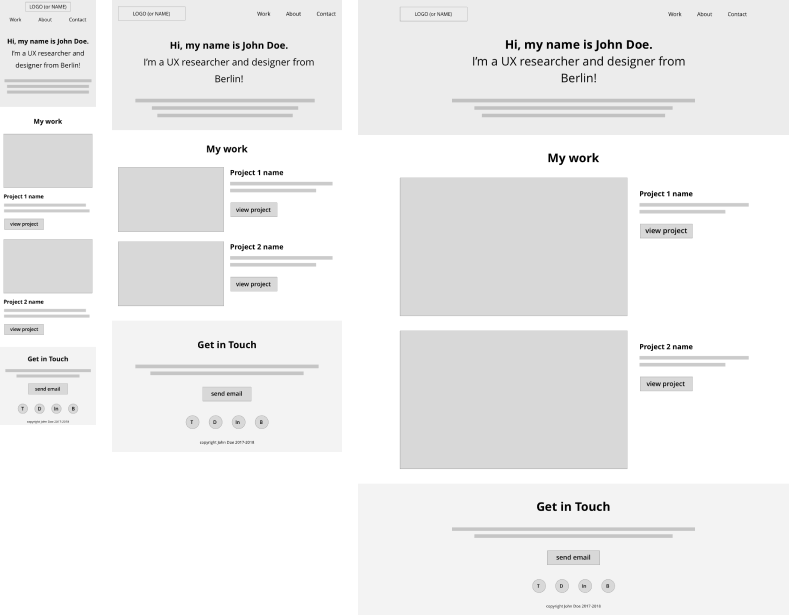 LOGO (or NAME)
Work About Contact
Hi, my name is John Doe.
I'm a UX researcher and
designer from Berlin!
My work
Project 1 name
view project
Project 2 name
view project
Get in Touch
send email
T D in B
copyright John Doe 2017-2018
LOGO (or NAME)
Work About Contact
Hi, my name is John Doe.
I'm a UX researcher and designer from
Berlin!
My work
Project 1 name
view project
Project 2 name
view project
Get in Touch
send email
T D in B
copyright John Doe 2017-2018
LOGO (or NAME)
Work About Contact
Hi, my name is John Doe.
I'm a UX researcher and designer from
Berlin!
My work
Project 1 name
view project
Project 2 name
view project
Get in Touch
send email
T D in B
copyright John Doe 2017-2018